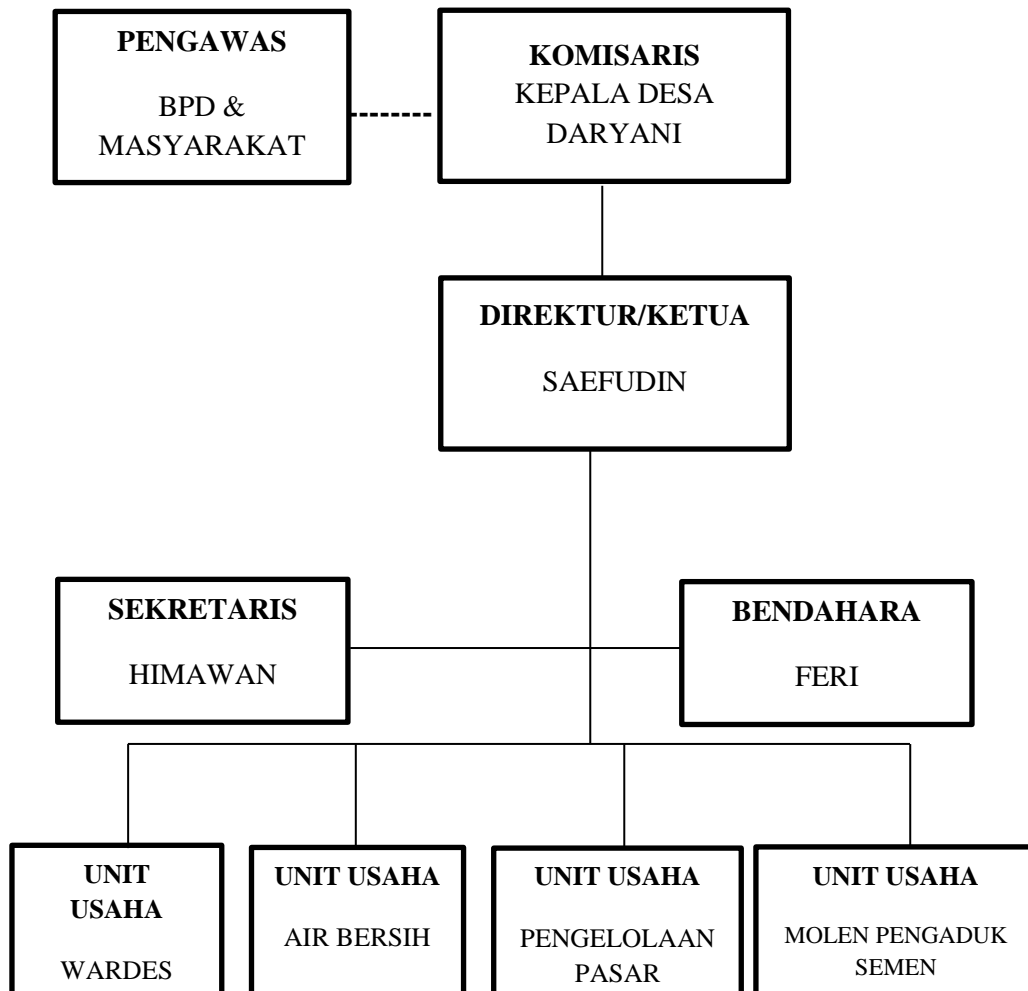 PENGAWAS
BPD &
MASYARAKAT
KOMISARIS
KEPALA DESA
DARYANI
DIREKTUR/KETUA
SAEFUDIN
SEKRETARIS
HIMAWAN
BENDAHARA
FERI
UNIT
USAHA
WARDES
UNIT USAHA
AIR BERSIH
UNIT USAHA
PENGELOLAAN
PASAR
UNIT USAHA
MOLEN PENGADUK
SEMEN